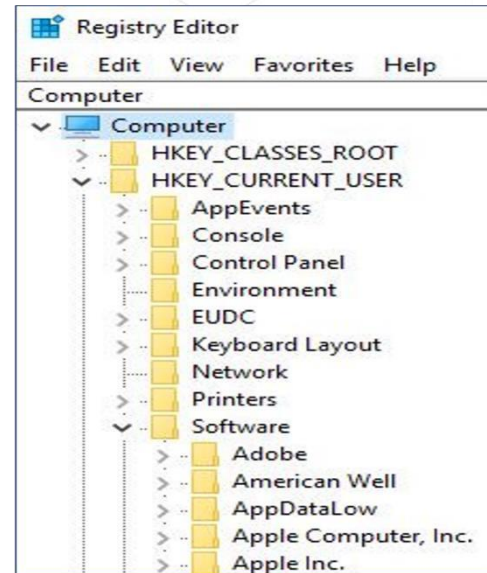 Registry Editor
File Edit View Favorites Help
Computer
Computer
HKEY_CLASSES_ROOT
HKEY_CURRENT_USER
AppEvents
Console
Control Panel
Environment
EUDC
Keyboard Layout
Network
Printers
Software
Adobe
American Well
AppDataLow
Apple Computer, Inc.
Apple Inc.